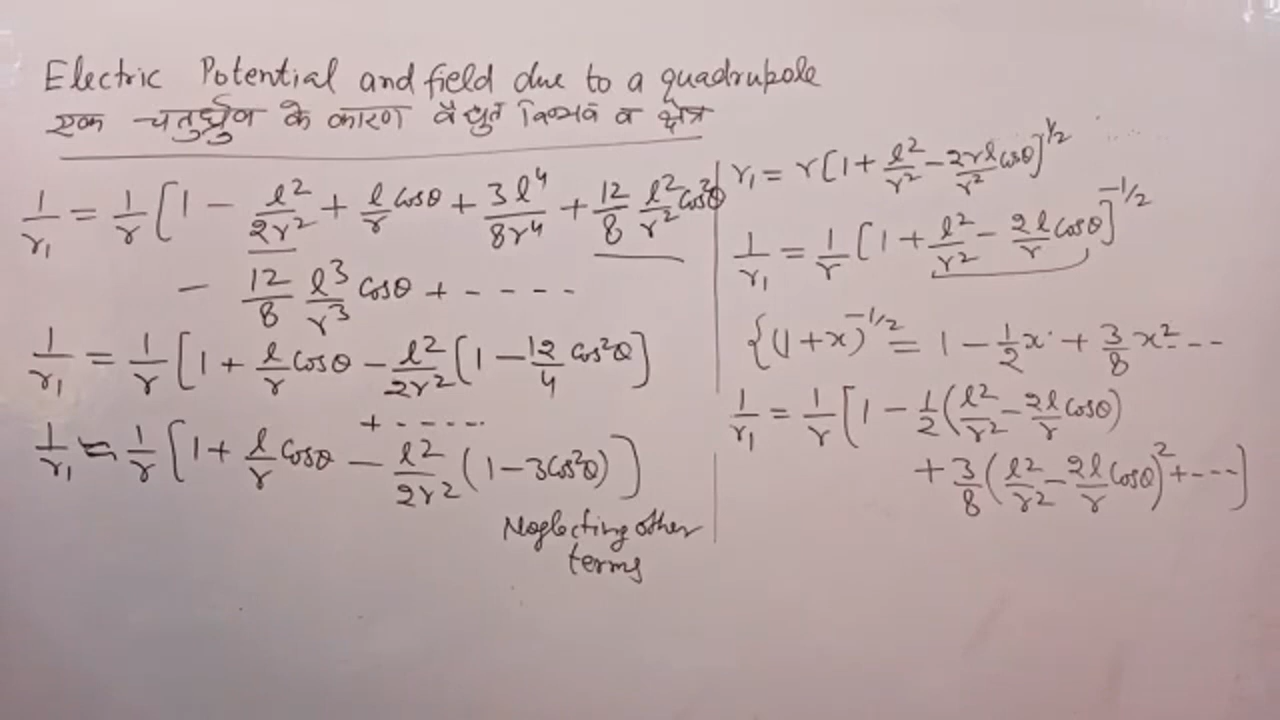 Electric Potential and field due to a quadrupole
एक चतुर्ध्रुव के कारण वैद्युत विभव व क्षेत्र
1/r₁ = 1/r [1 - l²/2r² + l/r cosθ + 3l⁴/8r⁴ + 12/8 l²/r² cos²θ
- 12/8 l³/r³ cosθ + - - - -
1/r₁ = 1/r [1 + l/r cosθ - l²/2r² (1 - 12/4 cos²θ]
+ - - - - -
1/r₁ ≈ 1/r [1 + l/r cosθ - l²/2r² (1 - 3cos²θ)]
Neglecting other
terms
r₁ = r[1 + l²/r² - 2rl/r² cosθ]^1/2
1/r₁ = 1/r [1 + l²/r² - 2l/r cosθ]^-1/2
{(1+x)^-1/2 = 1 - 1/2 x + 3/8 x² - - -
1/r₁ = 1/r [1 - 1/2 (l²/r² - 2l/r cosθ)
+ 3/8 (l²/r² - 2l/r cosθ)² + - - -]